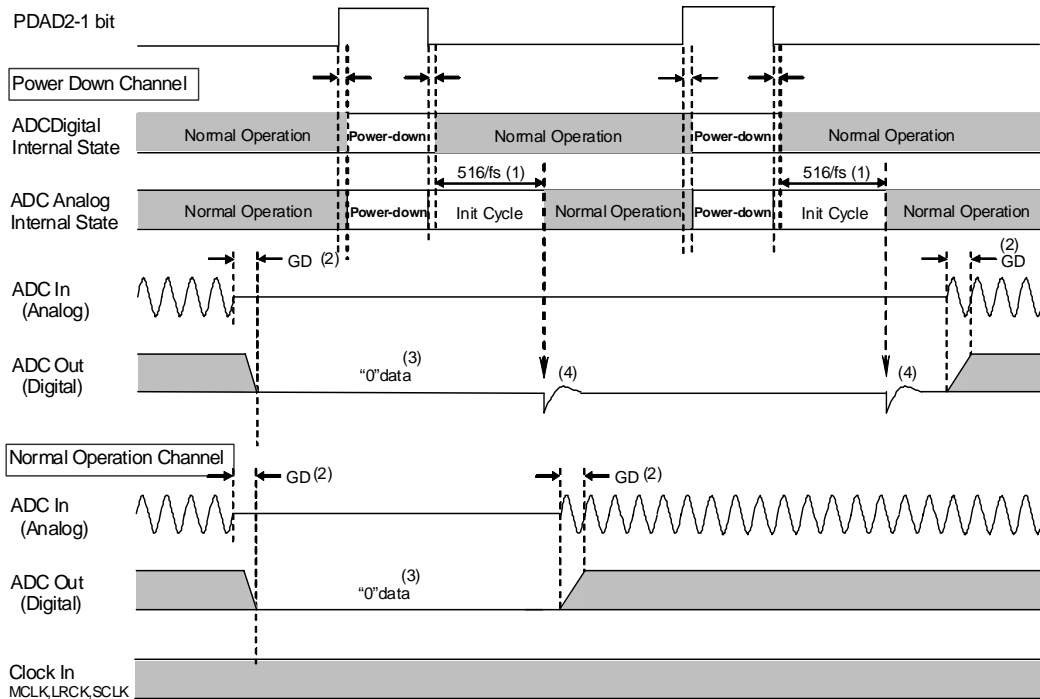 PDAD2-1 bit
Power Down Channel
ADCDigital
Internal State
Normal Operation
Power-down
Normal Operation
Power-down
Normal Operation
516/fs (1)
516/fs (1)
ADC Analog
Internal State
Normal Operation
Power-down
Init Cycle
Normal Operation
Power-down
Init Cycle
Normal Operation
GD (2)
(2)
GD
ADC In
(Analog)
ADC Out
(Digital)
(3)
“0”data
(4)
(4)
Normal Operation Channel
GD (2)
GD (2)
ADC In
(Analog)
ADC Out
(Digital)
(3)
“0”data
Clock In
MCLK,LRCK,SCLK